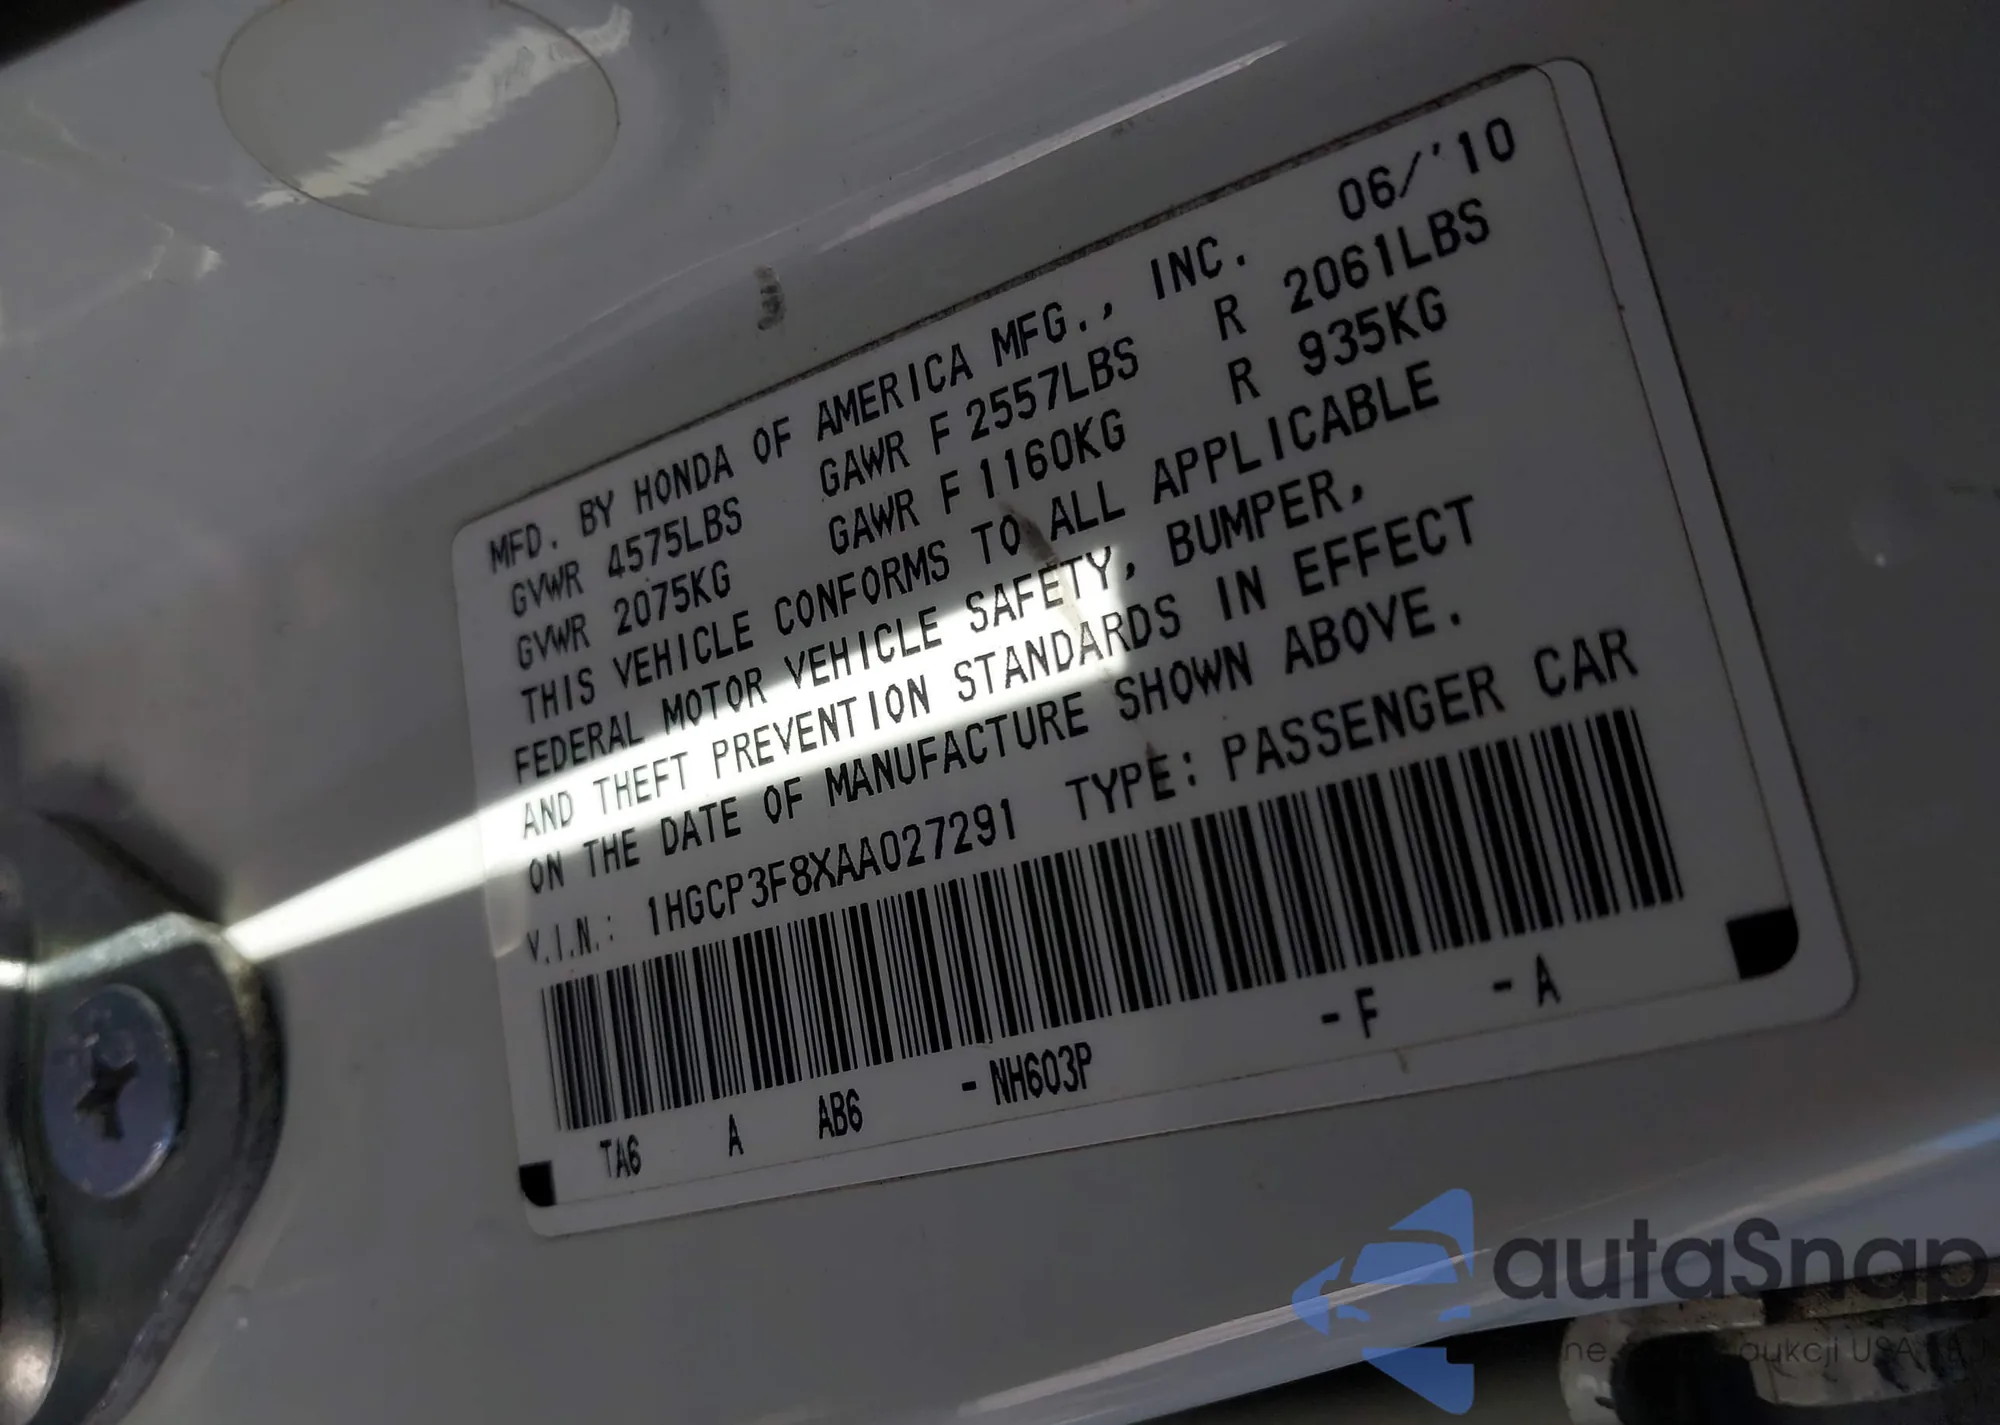 MFD. BY HONDA OF AMERICA MFG., INC. 06/'10
GVWR 4575LBS GAWR F 2557LBS R 2061LBS
GVWR 2075KG GAWR F 1160KG R 935KG
THIS VEHICLE CONFORMS TO ALL APPLICABLE
FEDERAL MOTOR VEHICLE SAFETY, BUMPER,
AND THEFT PREVENTION STANDARDS IN EFFECT
ON THE DATE OF MANUFACTURE SHOWN ABOVE.
V.I.N.: 1HGCP3F8XAA027291 TYPE: PASSENGER CAR
TA6 A AB6 -NH603P -F -A
autaSnap
aukcji USA